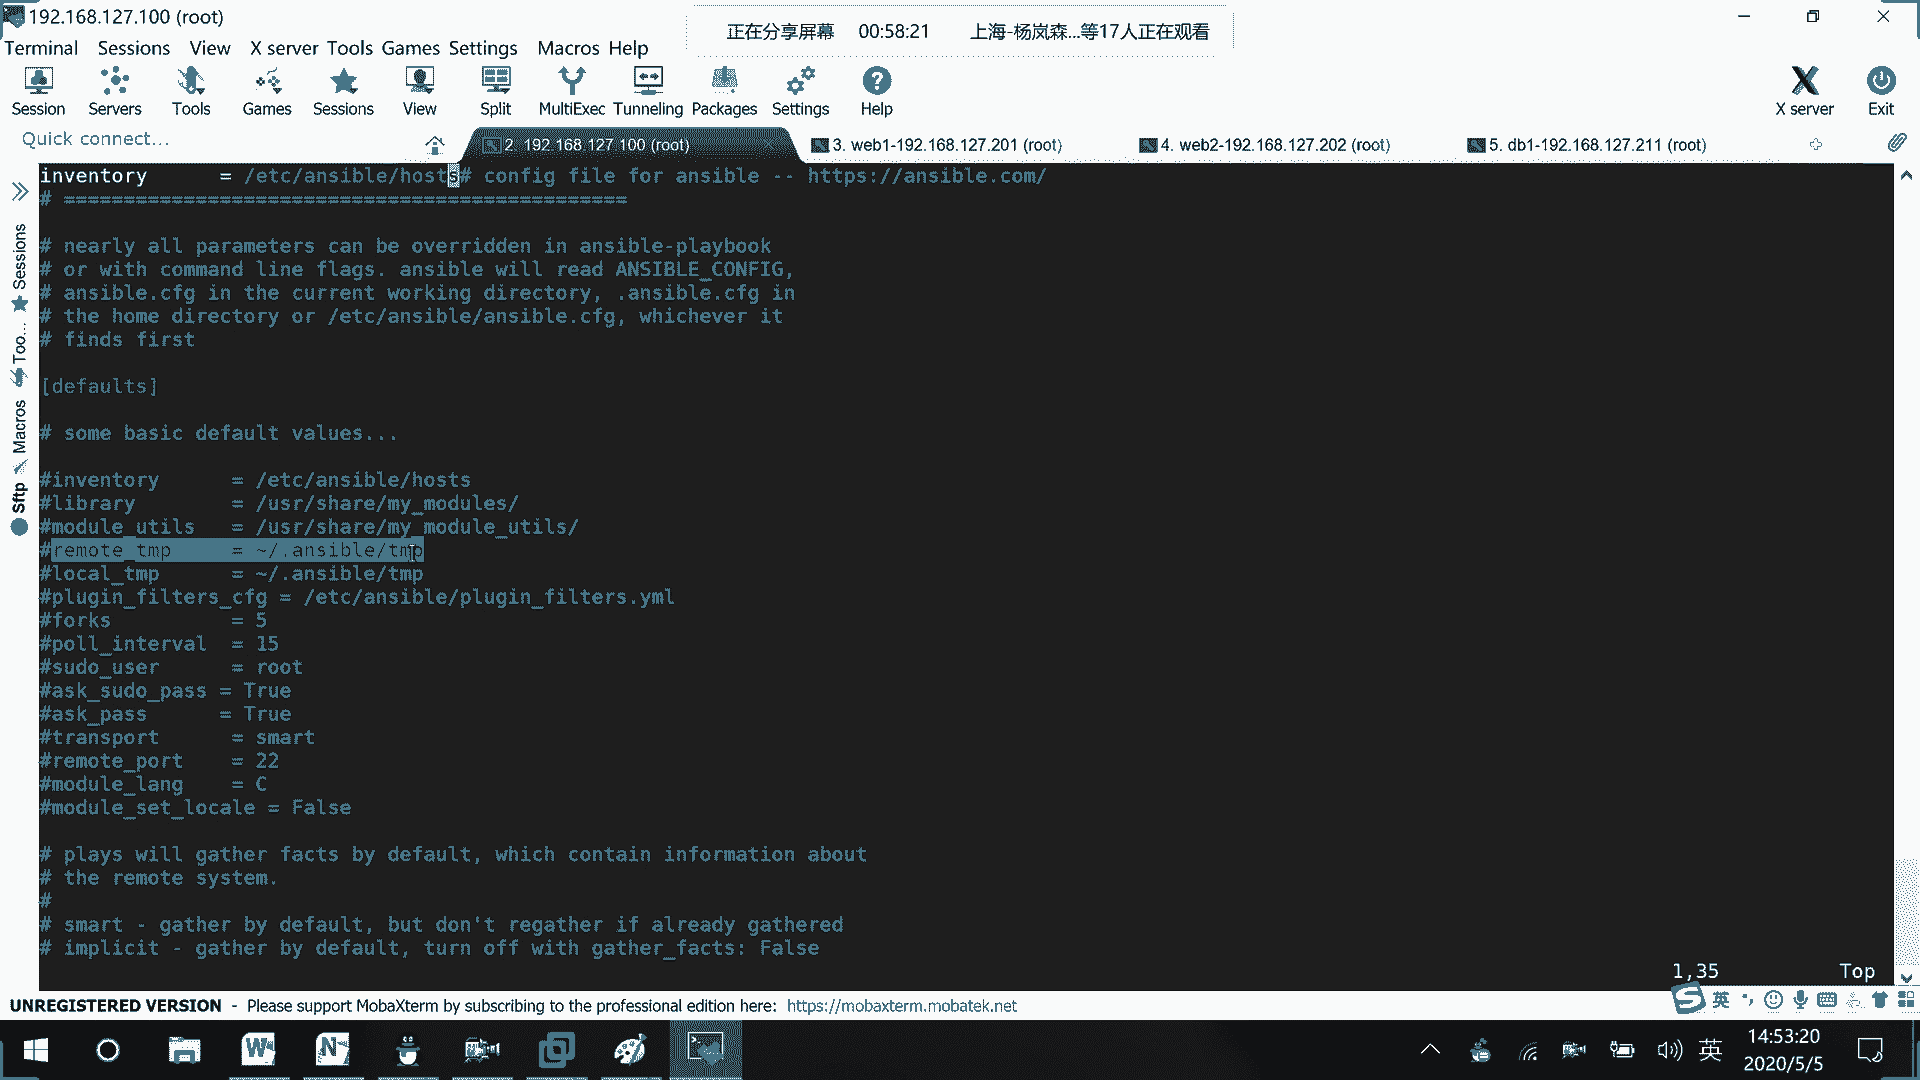 192.168.127.100 (root)
正在分享屏幕 00:58:21 上海-杨岚森...等17人正在观看
Terminal Sessions View X server Tools Games Settings Macros Help
Session Servers Tools Games Sessions View Split MultiExec Tunneling Packages Settings Help X server Exit
Quick connect... 2. 192.168.127.100 (root) 3. web1-192.168.127.201 (root) 4. web2-192.168.127.202 (root) 5. db1-192.168.127.211 (root)
Sessions
Too...
Macros
Sftp
inventory      = /etc/ansible/hosts# config file for ansible -- https://ansible.com/
# ===============================================
# nearly all parameters can be overridden in ansible-playbook
# or with command line flags. ansible will read ANSIBLE_CONFIG,
# ansible.cfg in the current working directory, .ansible.cfg in
# the home directory or /etc/ansible/ansible.cfg, whichever it
# finds first
[defaults]
# some basic default values...
#inventory      = /etc/ansible/hosts
#library        = /usr/share/my_modules/
#module_utils   = /usr/share/my_module_utils/
#remote_tmp     = ~/.ansible/tmp
#local_tmp      = ~/.ansible/tmp
#plugin_filters_cfg = /etc/ansible/plugin_filters.yml
#forks          = 5
#poll_interval  = 15
#sudo_user      = root
#ask_sudo_pass = True
#ask_pass      = True
#transport      = smart
#remote_port    = 22
#module_lang    = C
#module_set_locale = False
# plays will gather facts by default, which contain information about
# the remote system.
#
# smart - gather by default, but don't regather if already gathered
# implicit - gather by default, turn off with gather_facts: False
1,35 Top
UNREGISTERED VERSION - Please support MobaXterm by subscribing to the professional edition here: https://mobaxterm.mobatek.net
英
英 14:53:20
2020/5/5